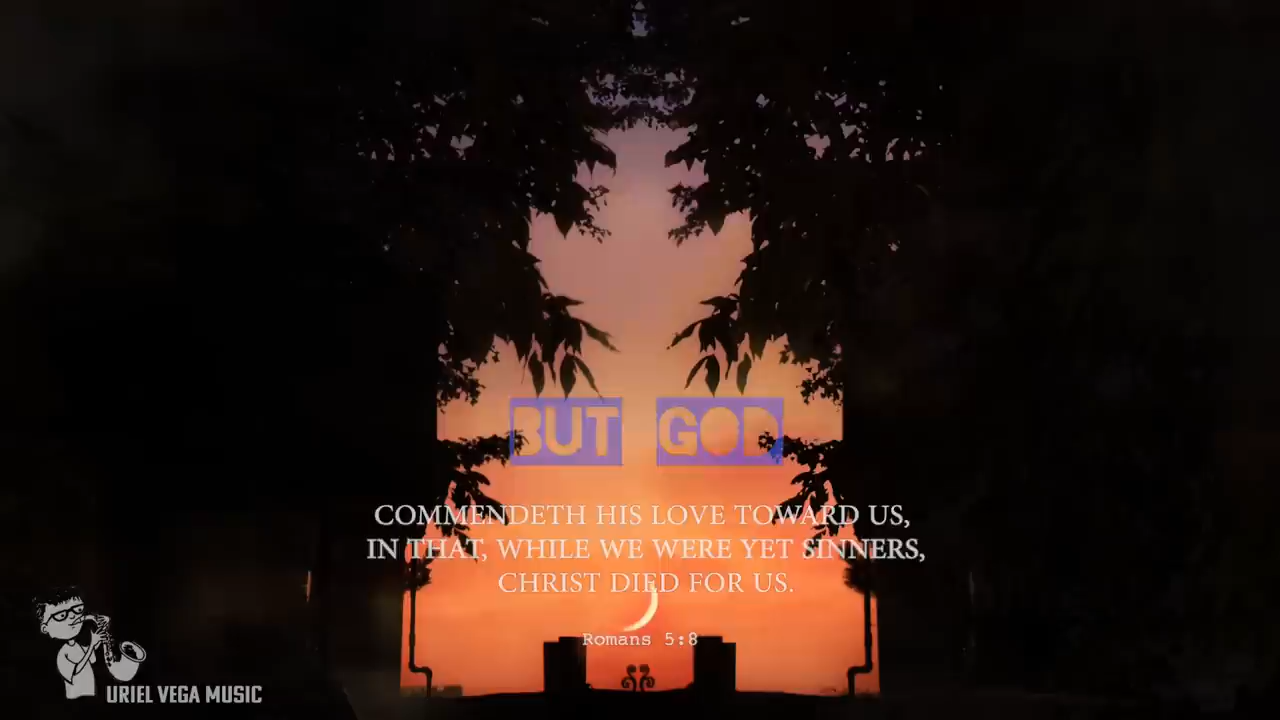 BUT GOD
COMMENDETH HIS LOVE TOWARD US,
IN THAT, WHILE WE WERE YET SINNERS,
CHRIST DIED FOR US.
Romans 5:8
URIEL VEGA MUSIC